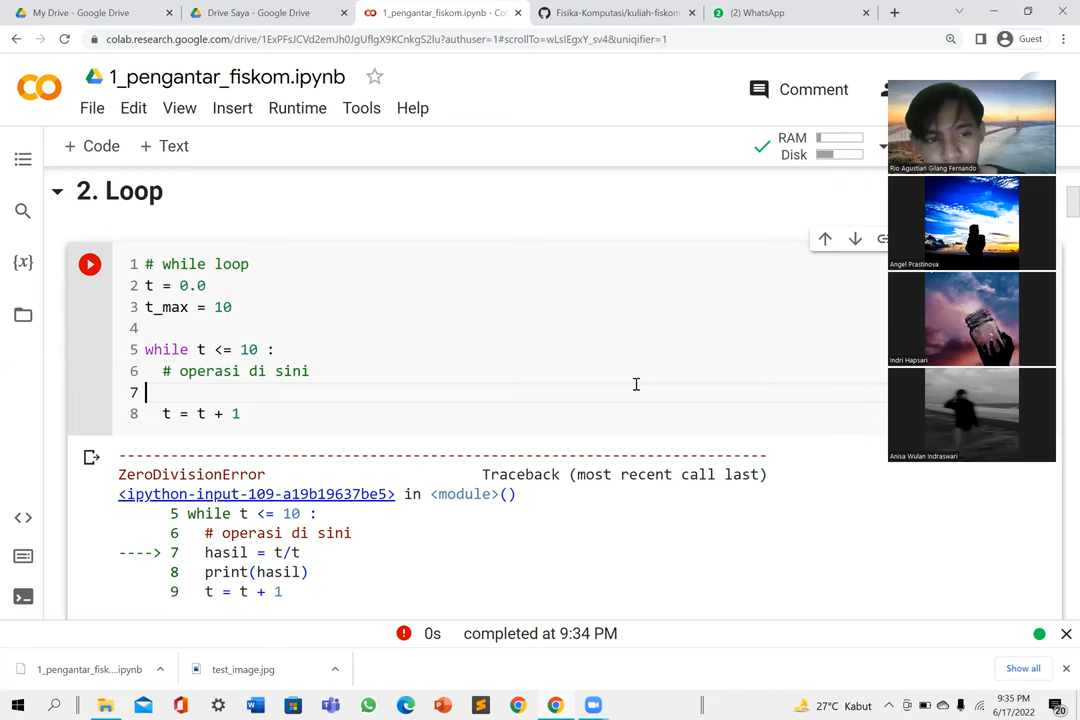 My Drive - Google Drive
Drive Saya - Google Drive
1_pengantar_fiskom.ipynb - Co
Fisika-Komputasi/kuliah-fiskom
(2) WhatsApp
colab.research.google.com/drive/1ExPFsJCVd2emJh0JgUflgX9KCnkgS2lu?authuser=1#scrollTo=wLsIEgxY_sv4&uniqifier=1
Guest
1_pengantar_fiskom.ipynb
Comment
File Edit View Insert Runtime Tools Help
+ Code + Text
RAM
Disk
Rio Agustian Gilang Fernando
2. Loop
Angel Prastinova
1 # while loop
2 t = 0.0
3 t_max = 10
4
5 while t <= 10 :
6 # operasi di sini
7
8 t = t + 1
Indri Hapsari
Anisa Wulan Indraswari
---------------------------------------------------------------------------
ZeroDivisionError Traceback (most recent call last)
<ipython-input-109-a19b19637be5> in <module>()
5 while t <= 10 :
6 # operasi di sini
----> 7 hasil = t/t
8 print(hasil)
9 t = t + 1
0s completed at 9:34 PM
1_pengantar_fisk....ipynb
test_image.jpg
Show all
27°C Kabut
9:35 PM
6/17/2022
20